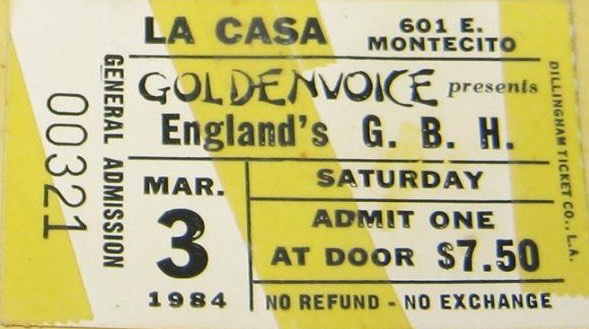 LA CASA
601 E.
MONTECITO
GOLDENVOICE presents
England's G. B. H.
MAR.
3
1984
SATURDAY
ADMIT ONE
AT DOOR $7.50
NO REFUND - NO EXCHANGE
GENERAL ADMISSION
00321
DILLINGHAM TICKET CO., L.A.